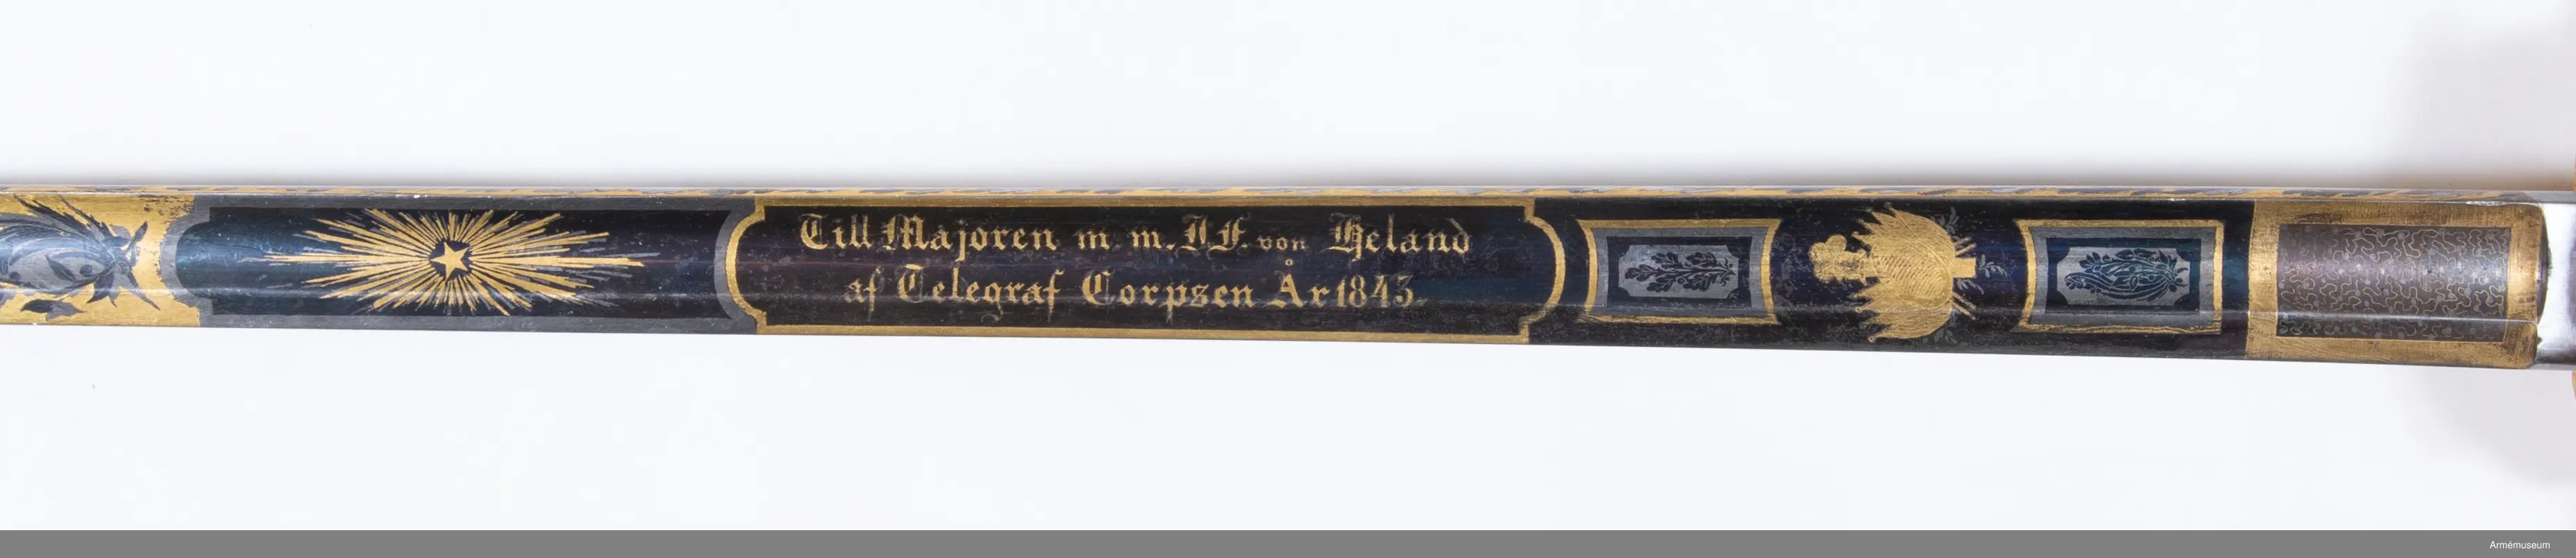 Till Majoren m. m. I. F. von Heland
af Telegraf Corpsen År 1843.
Armémuseum